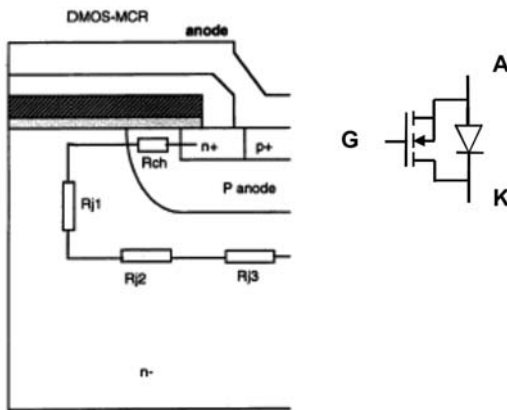 DMOS-MCR
anode
Rch
n+
p+
P anode
Rj1
Rj2
Rj3
n-
A
G
K